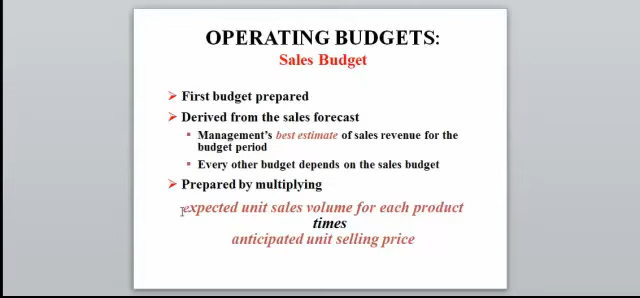 OPERATING BUDGETS:
Sales Budget
➤ First budget prepared
➤ Derived from the sales forecast
▪ Management's best estimate of sales revenue for the
budget period
▪ Every other budget depends on the sales budget
➤ Prepared by multiplying
expected unit sales volume for each product
times
anticipated unit selling price